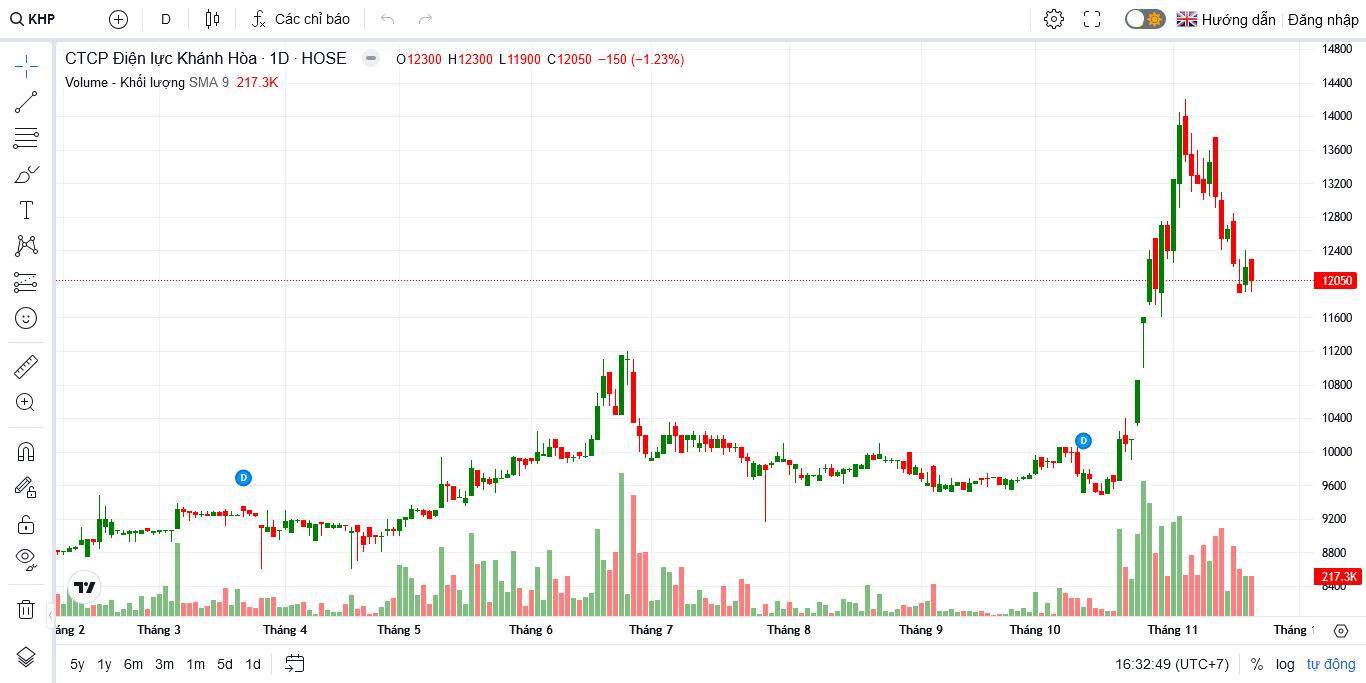 KHP D Các chỉ báo Hướng dẫn Đăng nhập
CTCP Điện lực Khánh Hòa · 1D · HOSE O12300 H12300 L11900 C12050 −150 (−1.23%)
Volume - Khối lượng SMA 9 217.3K
14800
14400
14000
13600
13200
12800
12400
12050
11600
11200
10800
10400
10000
9600
9200
8800
217.3K
8400
D
D
T
áng 2 Tháng 3 Tháng 4 Tháng 5 Tháng 6 Tháng 7 Tháng 8 Tháng 9 Tháng 10 Tháng 11 Tháng 1
5y 1y 6m 3m 1m 5d 1d 16:32:49 (UTC+7) % log tự động